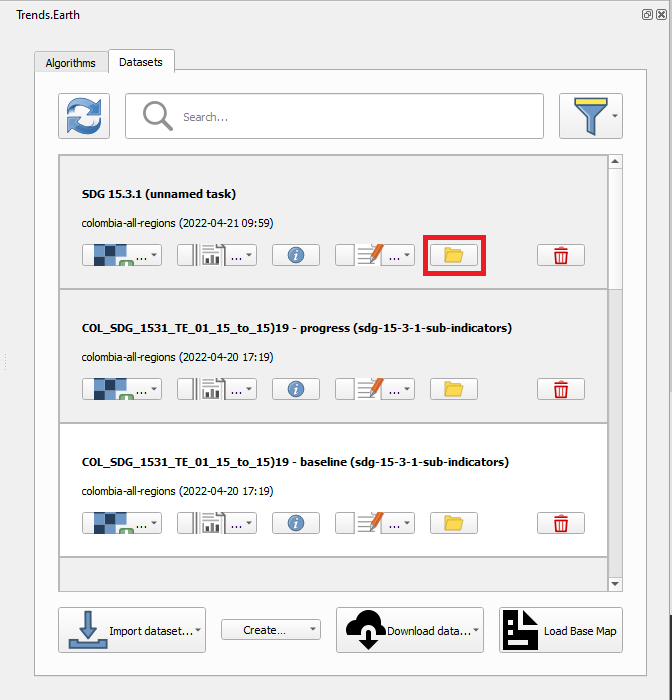 Trends.Earth
Algorithms
Datasets
Search...
SDG 15.3.1 (unnamed task)
colombia-all-regions (2022-04-21 09:59)
... ... ...
COL_SDG_1531_TE_01_15_to_15)19 - progress (sdg-15-3-1-sub-indicators)
colombia-all-regions (2022-04-20 17:19)
... ... ...
COL_SDG_1531_TE_01_15_to_15)19 - baseline (sdg-15-3-1-sub-indicators)
colombia-all-regions (2022-04-20 17:19)
... ... ...
Import dataset...
Create...
Download data...
Load Base Map